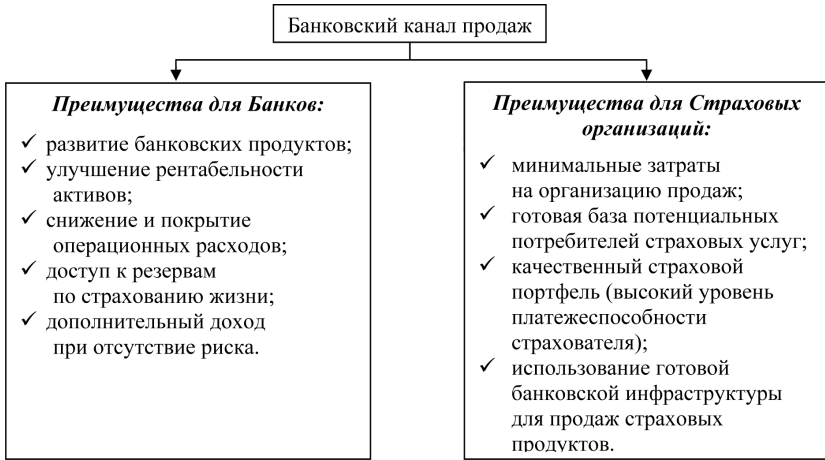 Банковский канал продаж
Преимущества для Банков:
✓ развитие банковских продуктов;
✓ улучшение рентабельности
активов;
✓ снижение и покрытие
операционных расходов;
✓ доступ к резервам
по страхованию жизни;
✓ дополнительный доход
при отсутствие риска.
Преимущества для Страховых
организаций:
✓ минимальные затраты
на организацию продаж;
✓ готовая база потенциальных
потребителей страховых услуг;
✓ качественный страховой
портфель (высокий уровень
платежеспособности
страхователя);
✓ использование готовой
банковской инфраструктуры
для продаж страховых
продуктов.